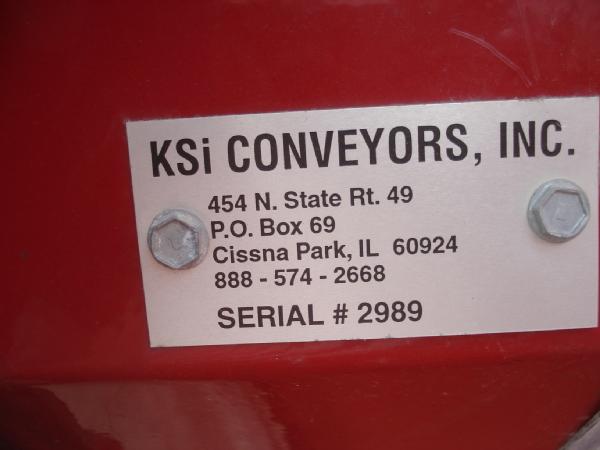 KSi CONVEYORS, INC.
454 N. State Rt. 49
P.O. Box 69
Cissna Park, IL 60924
888 - 574 - 2668
SERIAL # 2989